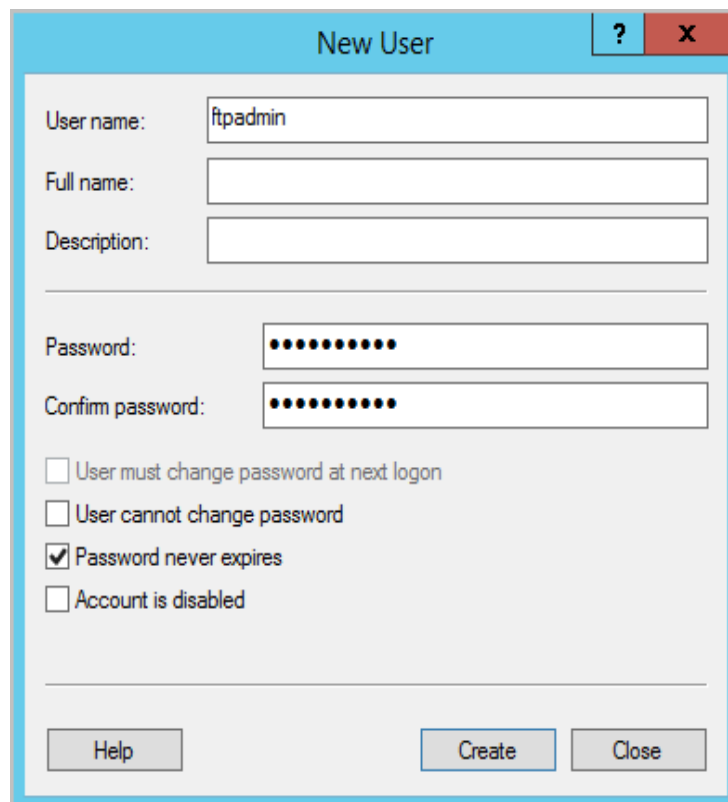 New User
?
x
User name:
ftpadmin
Full name:
Description:
Password:
●●●●●●●●●●
Confirm password:
●●●●●●●●●●
User must change password at next logon
User cannot change password
Password never expires
Account is disabled
Help
Create
Close